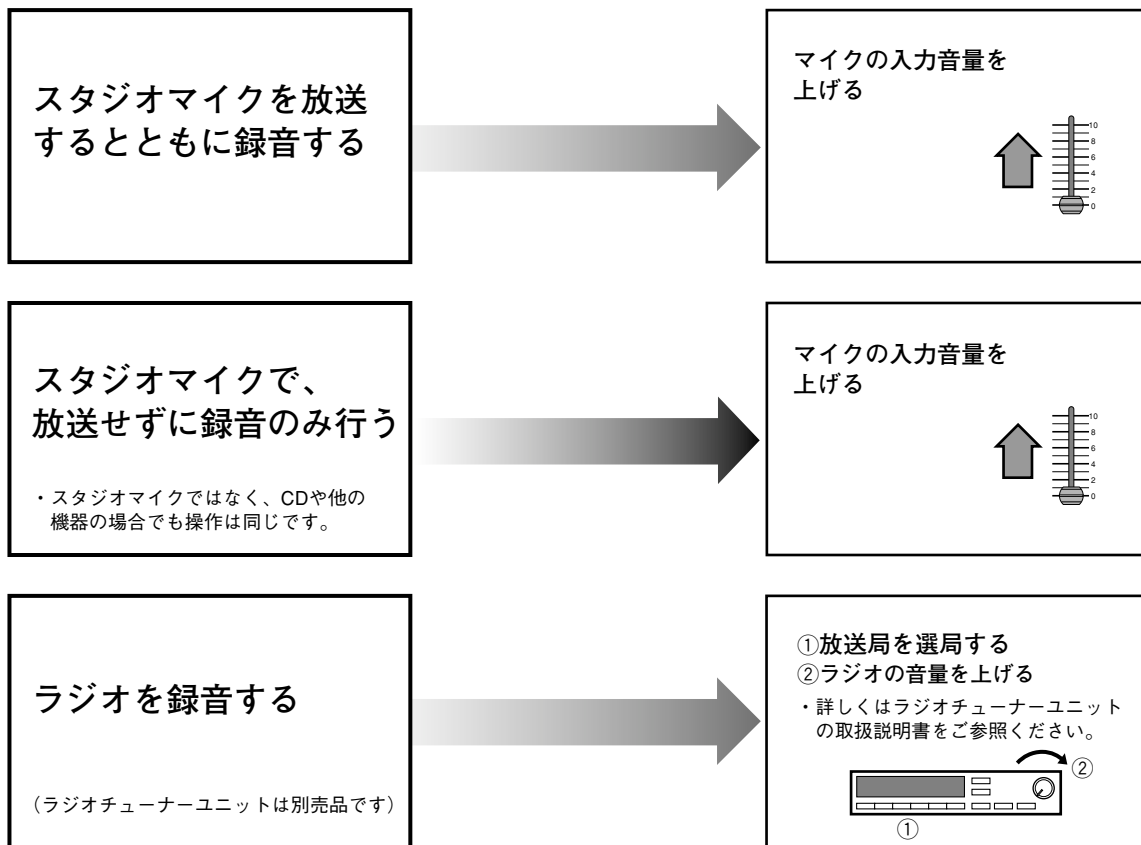 スタジオマイクを放送
するとともに録音する
マイクの入力音量を
上げる
10
8
6
4
2
0
スタジオマイクで、
放送せずに録音のみ行う
・スタジオマイクではなく、CDや他の
機器の場合でも操作は同じです。
マイクの入力音量を
上げる
10
8
6
4
2
0
ラジオを録音する
（ラジオチューナーユニットは別売品です）
①放送局を選局する
②ラジオの音量を上げる
・詳しくはラジオチューナーユニット
の取扱説明書をご参照ください。
②
①